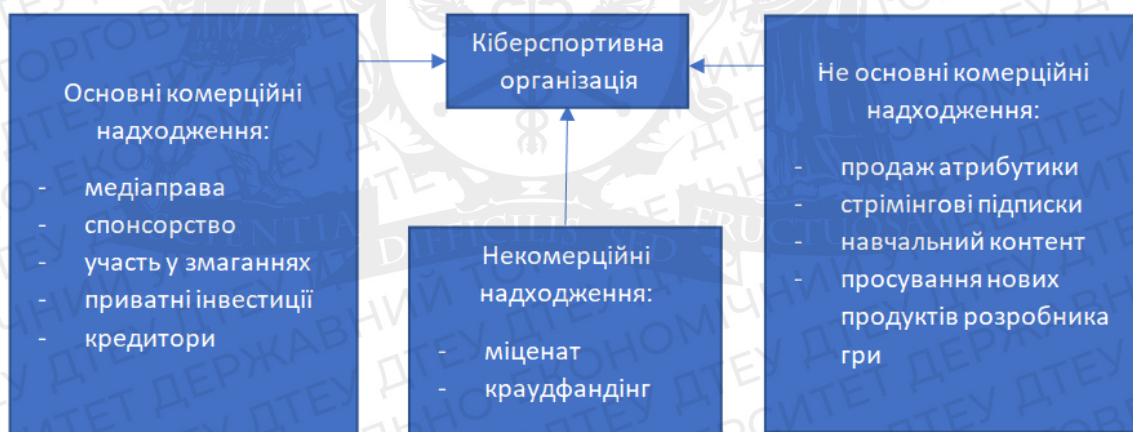 Основні комерційні
надходження:
- медіаправа
- спонсорство
- участь у змаганнях
- приватні інвестиції
- кредитори
Кіберспортивна
організація
Некомерційні
надходження:
- міценат
- краудфандінг
Не основні комерційні
надходження:
- продаж атрибутики
- стрімінгові підписки
- навчальний контент
- просування нових
продуктів розробника
гри